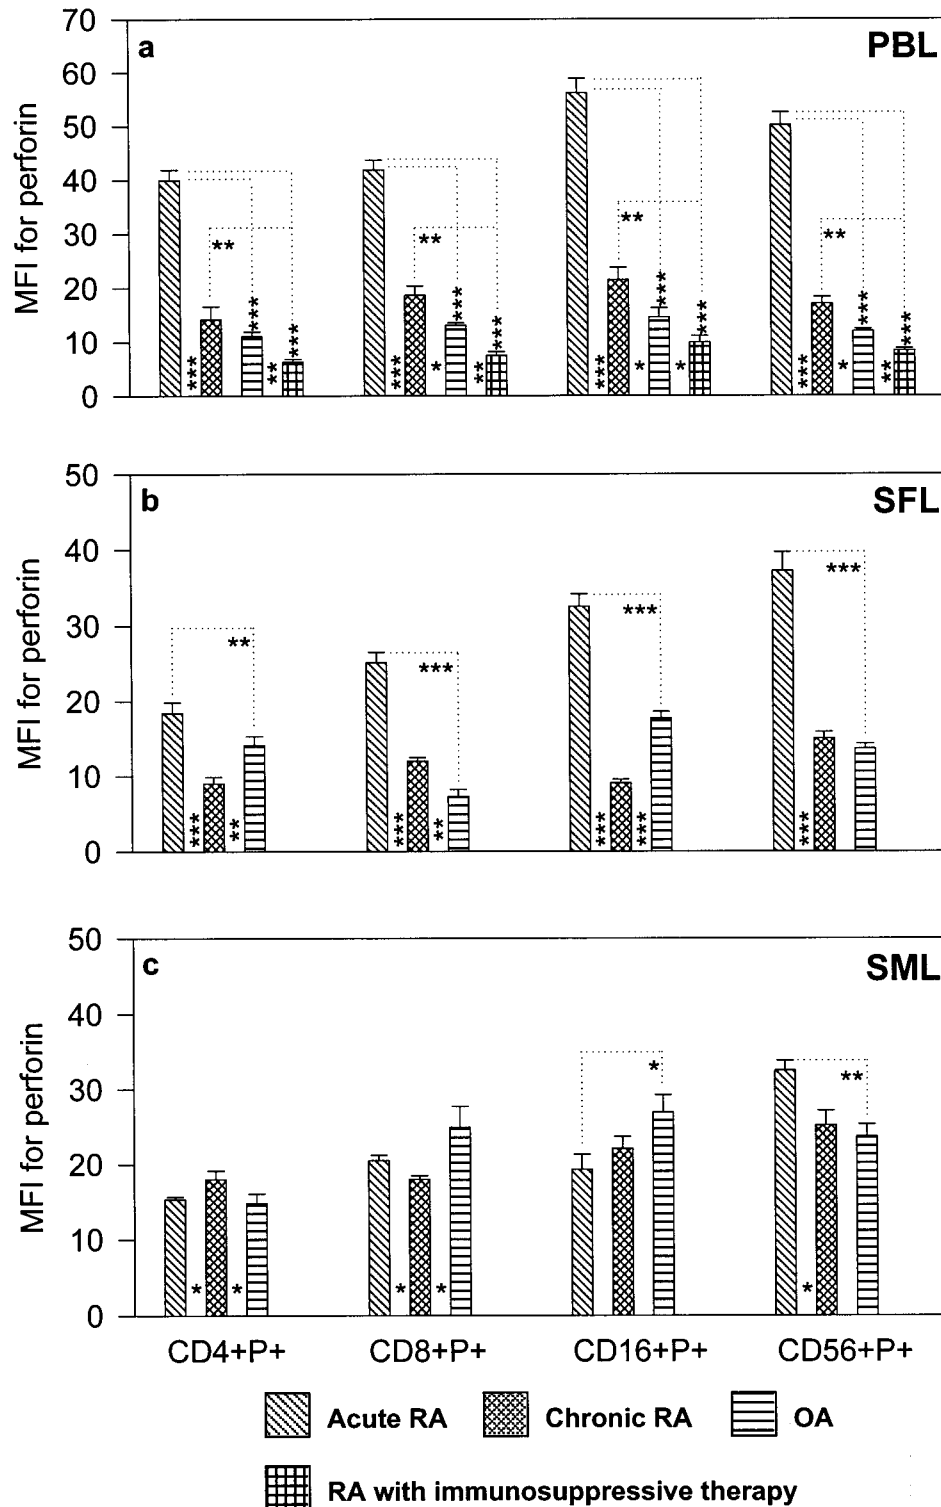 a PBL
70
60
50
40
30
20
10
0
MFI for perforin
** ** ** **
*** *** *** ***
*** *** *** ***
*** ** *** * ** *** * * *** * **
b SFL
50
40
30
20
10
0
MFI for perforin
** *** *** ***
*** ** *** ** *** *** ***
c SML
50
40
30
20
10
0
MFI for perforin
* **
* * * * *
CD4+P+ CD8+P+ CD16+P+ CD56+P+
Acute RA Chronic RA OA
RA with immunosuppressive therapy